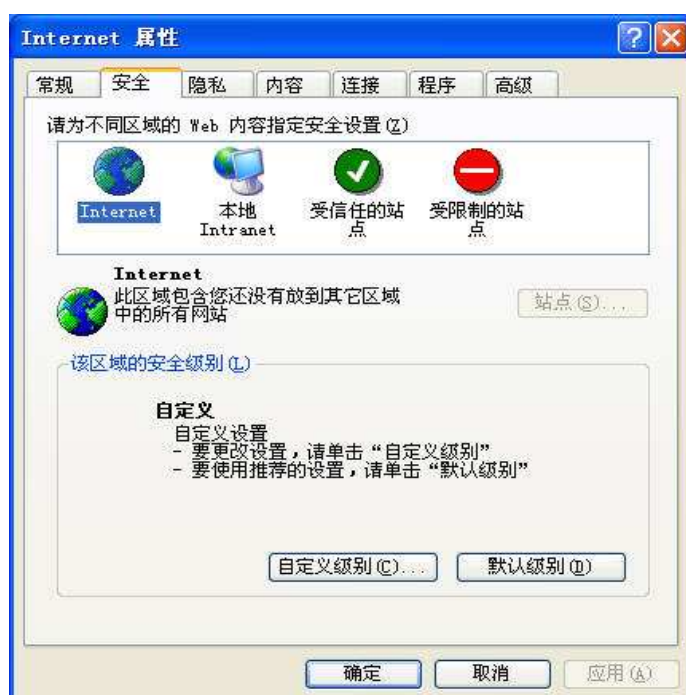 Internet 属性
常规 安全 隐私 内容 连接 程序 高级
请为不同区域的 Web 内容指定安全设置(Z)
Internet 本地 Intranet 受信任的站点 受限制的站点
Internet
此区域包含您还没有放到其它区域
中的所有网站
站点(S)...
该区域的安全级别(L)
自定义
自定义设置
- 要更改设置，请单击“自定义级别”
- 要使用推荐的设置，请单击“默认级别”
自定义级别(C)... 默认级别(D)
确定 取消 应用(A)